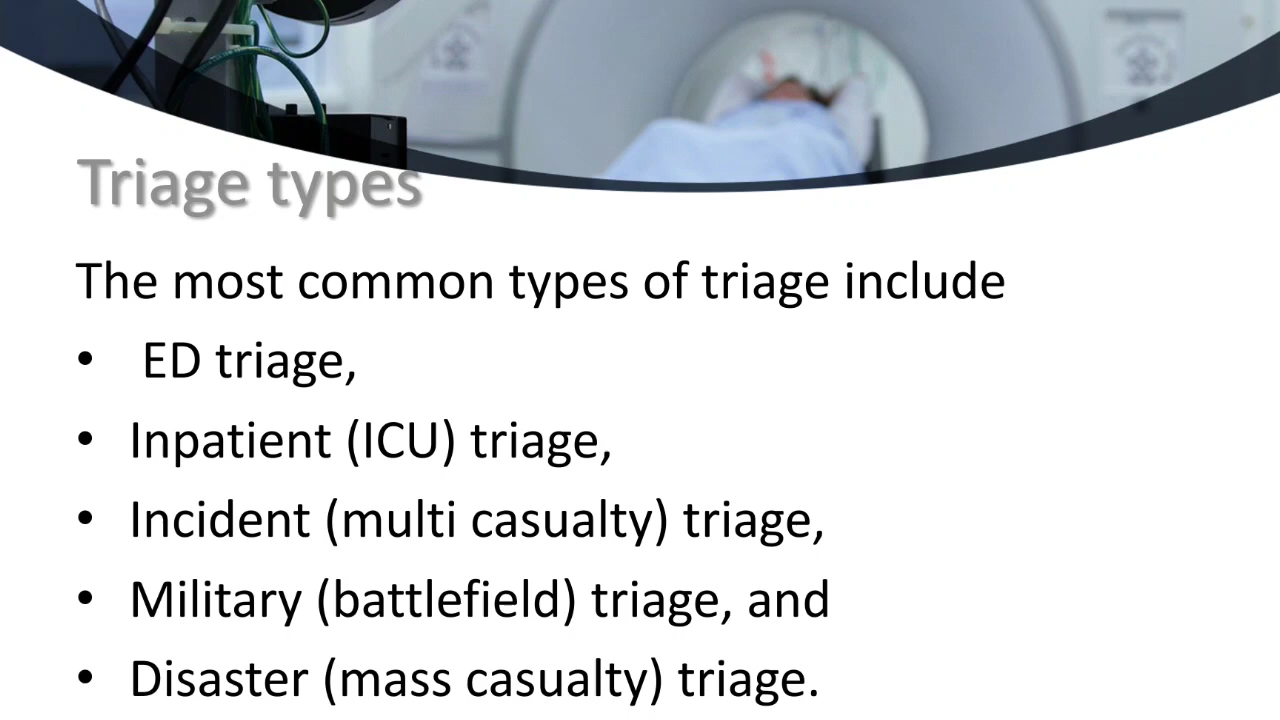 Triage types
The most common types of triage include
• ED triage,
• Inpatient (ICU) triage,
• Incident (multi casualty) triage,
• Military (battlefield) triage, and
• Disaster (mass casualty) triage.